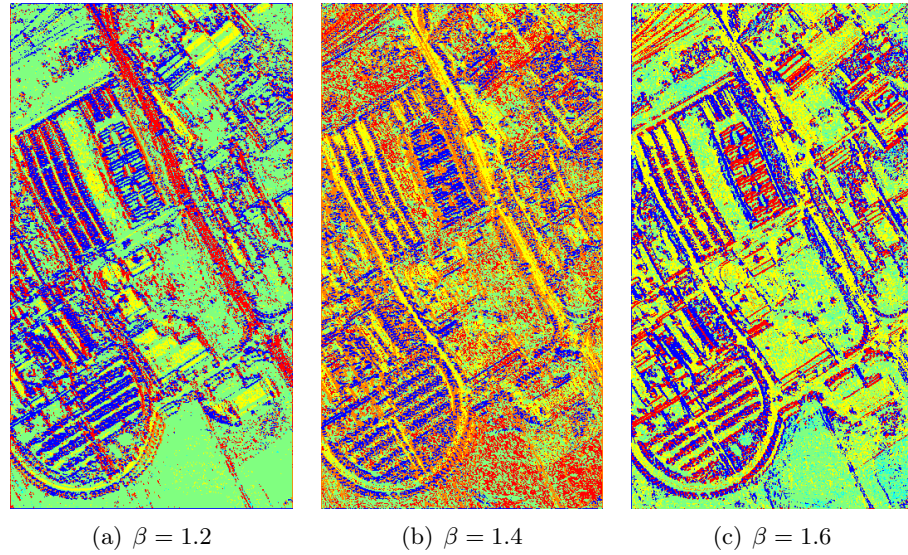 (a) β = 1.2
(b) β = 1.4
(c) β = 1.6